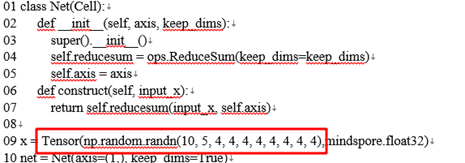 01 class Net(Cell):
02 def __init__(self, axis, keep_dims):
03 super().__init__()
04 self.reducesum = ops.ReduceSum(keep_dims=keep_dims)
05 self.axis = axis
06 def construct(self, input_x):
07 return self.reducesum(input_x, self.axis)
08
09 x = Tensor(np.random.randn(10, 5, 4, 4, 4, 4, 4, 4, 4, 4),mindspore.float32)
10 net = Net(axis=(1,), keep_dims=True)